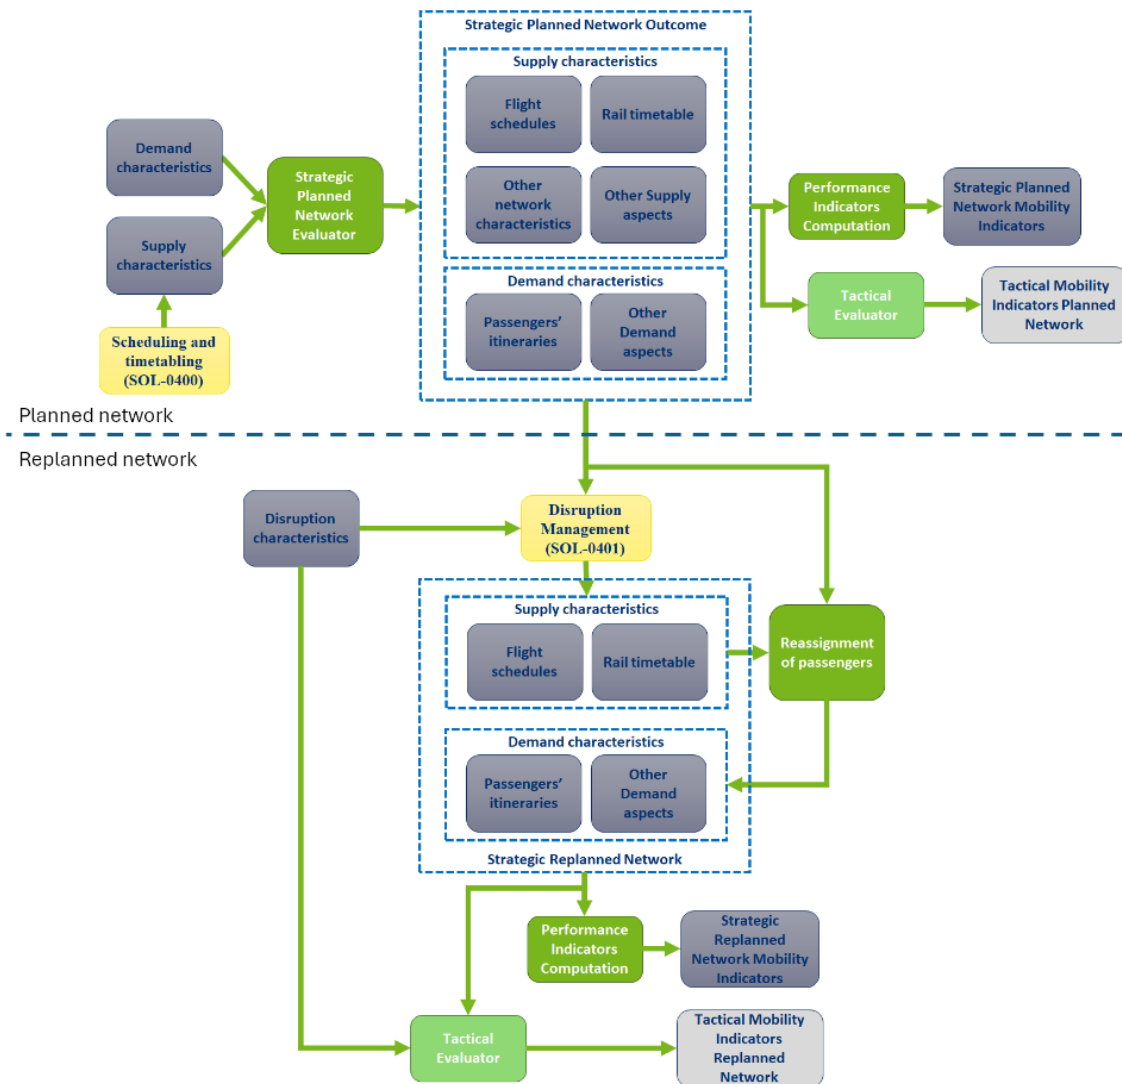 Strategic Planned Network Outcome
Supply characteristics
Flight
schedules
Rail timetable
Other
network
characteristics
Other Supply
aspects
Demand characteristics
Passengers'
itineraries
Other
Demand
aspects
Demand
characteristics
Supply
characteristics
Scheduling and
timetabling
(SOL-0400)
Strategic
Planned
Network
Evaluator
Performance
Indicators
Computation
Strategic Planned
Network Mobility
Indicators
Tactical
Evaluator
Tactical Mobility
Indicators Planned
Network
Planned network
Replanned network
Disruption
characteristics
Disruption
Management
(SOL-0401)
Supply characteristics
Flight
schedules
Rail timetable
Reassignment
of passengers
Demand characteristics
Passengers'
itineraries
Other
Demand
aspects
Strategic Replanned Network
Performance
Indicators
Computation
Strategic
Replanned
Network Mobility
Indicators
Tactical
Evaluator
Tactical Mobility
Indicators
Replanned
Network